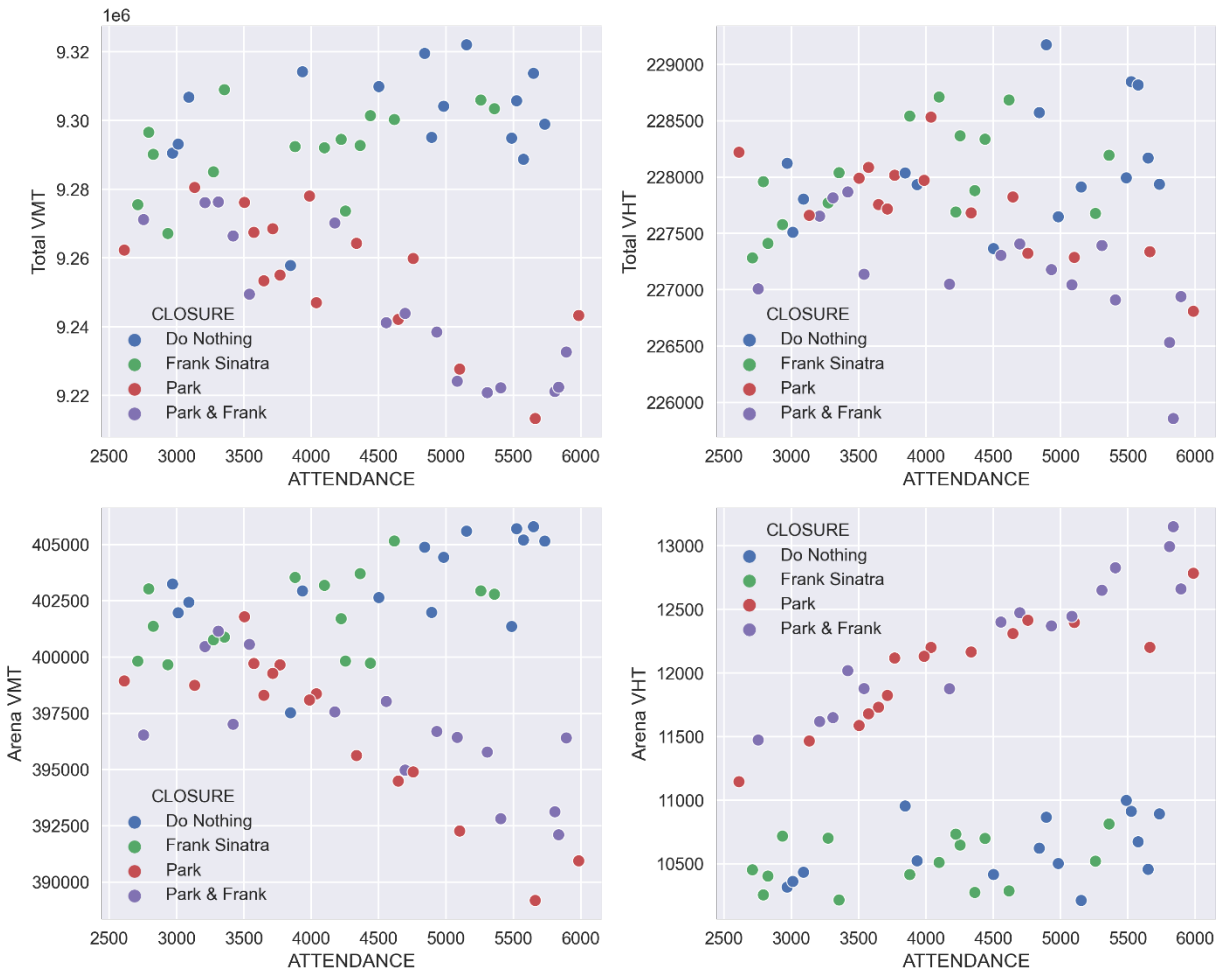 1e6
9.32
9.30
9.28
9.26
9.24
9.22
Total VMT
CLOSURE
Do Nothing
Frank Sinatra
Park
Park & Frank
2500 3000 3500 4000 4500 5000 5500 6000
ATTENDANCE
229000
228500
228000
227500
227000
226500
226000
Total VHT
CLOSURE
Do Nothing
Frank Sinatra
Park
Park & Frank
2500 3000 3500 4000 4500 5000 5500 6000
ATTENDANCE
405000
402500
400000
397500
395000
392500
390000
Arena VMT
CLOSURE
Do Nothing
Frank Sinatra
Park
Park & Frank
2500 3000 3500 4000 4500 5000 5500 6000
ATTENDANCE
13000
12500
12000
11500
11000
10500
Arena VHT
CLOSURE
Do Nothing
Frank Sinatra
Park
Park & Frank
2500 3000 3500 4000 4500 5000 5500 6000
ATTENDANCE